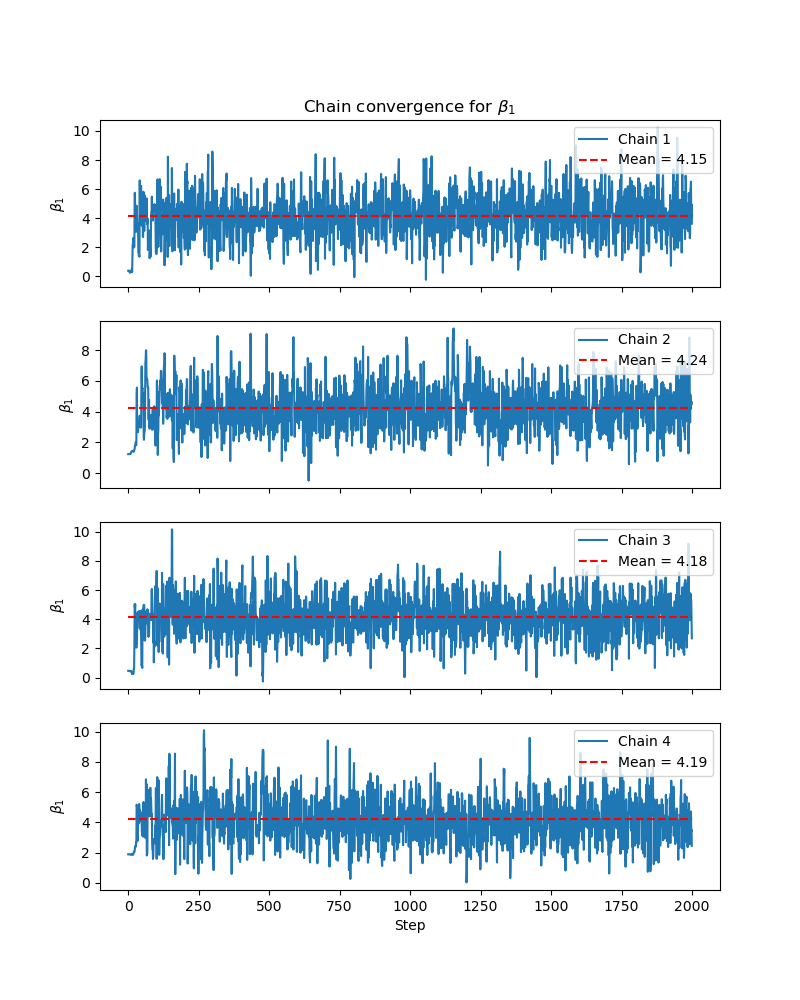 Chain convergence for β₁
10
8
6
4
2
0
β₁
Chain 1
Mean = 4.15
8
6
4
2
0
β₁
Chain 2
Mean = 4.24
10
8
6
4
2
0
β₁
Chain 3
Mean = 4.18
10
8
6
4
2
0
β₁
Chain 4
Mean = 4.19
0 250 500 750 1000 1250 1500 1750 2000
Step